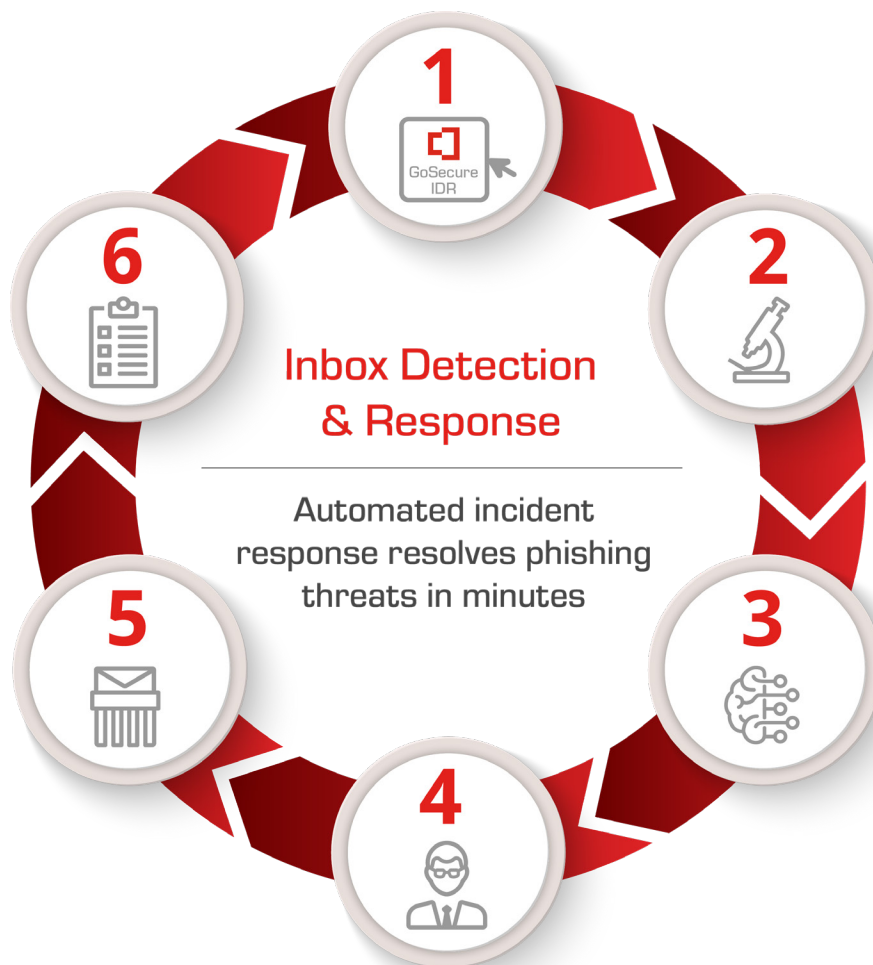 1
GoSecure
IDR
2
3
4
5
6
Inbox Detection
& Response
Automated incident
response resolves phishing
threats in minutes